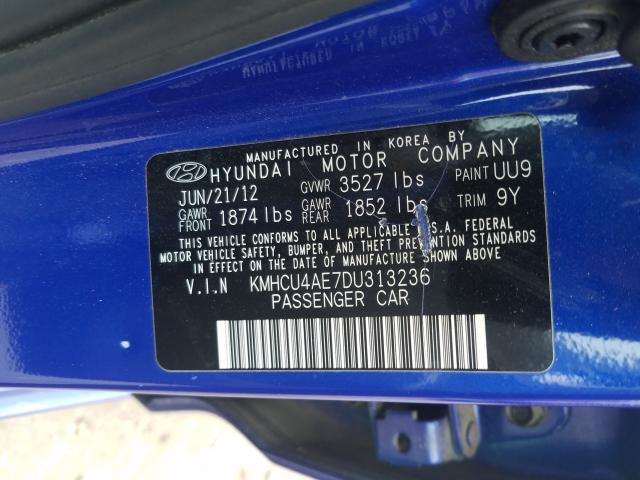 MANUFACTURED IN KOREA BY
HYUNDAI MOTOR COMPANY
JUN/21/12 GVWR 3527 lbs PAINT UU9
GAWR FRONT 1874 lbs GAWR REAR 1852 lbs TRIM 9Y
THIS VEHICLE CONFORMS TO ALL APPLICABLE U.S.A. FEDERAL
MOTOR VEHICLE SAFETY, BUMPER, AND THEFT PREVENTION STANDARDS
IN EFFECT ON THE DATE OF MANUFACTURE SHOWN ABOVE.
V.I.N KMHCU4AE7DU313236
PASSENGER CAR